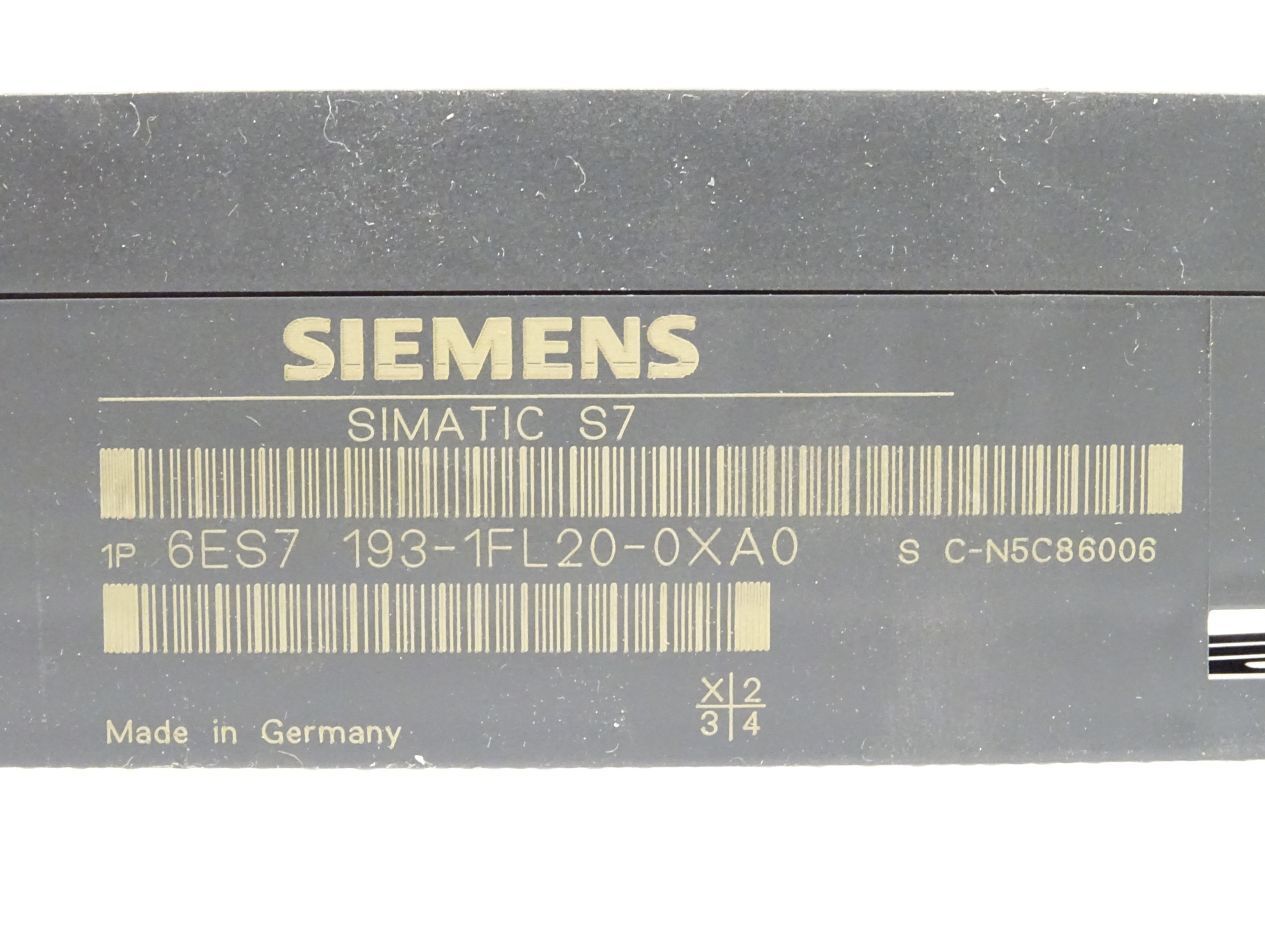 SIEMENS
SIMATIC S7
1P 6ES7 193-1FL20-0XA0 S C-N5C86006
X 2
3 4
Made in Germany